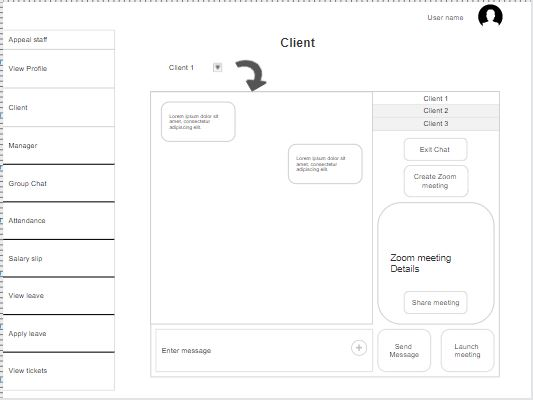 User name
Appeal staff
Client
View Profile
Client 1
Client
Client 1
Client 2
Client 3
Lorem ipsum dolor sit
amet, consectetur
adipiscing elit.
Manager
Exit Chat
Lorem ipsum dolor sit
amet, consectetur
adipiscing elit.
Create Zoom
meeting
Group Chat
Attendance
Salary slip
Zoom meeting
Details
View leave
Share meeting
Apply leave
Enter message
Send
Message
Launch
meeting
View tickets